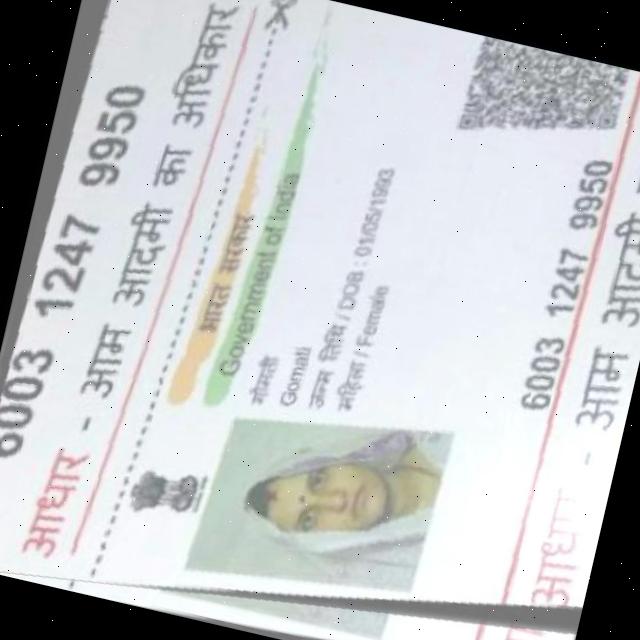 6003 1247 9950
आधार - आम आदमी का अधिकार
भारत सरकार
Government of India
गोमती
Gomati
जन्म तिथि / DOB : 01/05/1993
महिला / Female
6003 1247 9950
आधार - आम आदमी